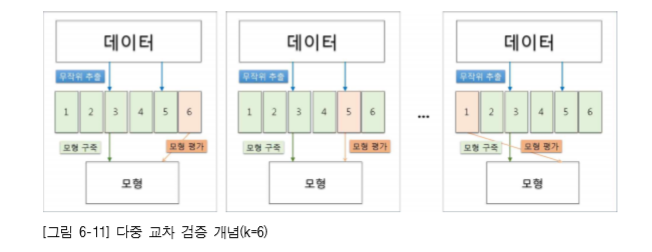 데이터 데이터 데이터
무작위 추출 무작위 추출 무작위 추출
1 2 3 4 5 6 1 2 3 4 5 6 ... 1 2 3 4 5 6
모형 구축 모형 평가 모형 구축 모형 평가 모형 구축 모형 평가
모형 모형 모형
[그림 6-11] 다중 교차 검증 개념(k=6)